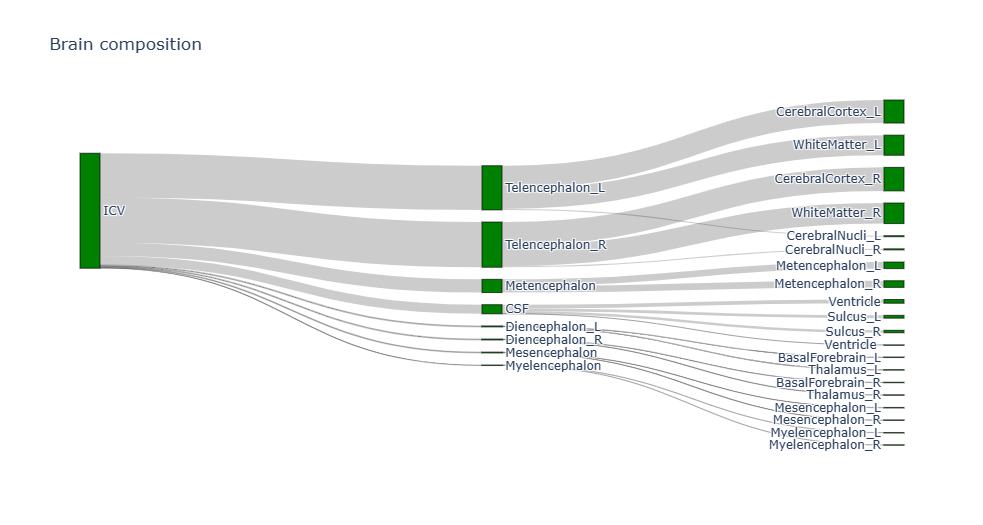 Brain composition
ICV
Telencephalon_L
Telencephalon_R
Metencephalon
CSF
Diencephalon_L
Diencephalon_R
Mesencephalon
Myelencephalon
CerebralCortex_L
WhiteMatter_L
CerebralCortex_R
WhiteMatter_R
CerebralNucli_L
CerebralNucli_R
Metencephalon_L
Metencephalon_R
Ventricle
Sulcus_L
Sulcus_R
Ventricle
BasalForebrain_L
Thalamus_L
BasalForebrain_R
Thalamus_R
Mesencephalon_L
Mesencephalon_R
Myelencephalon_L
Myelencephalon_R